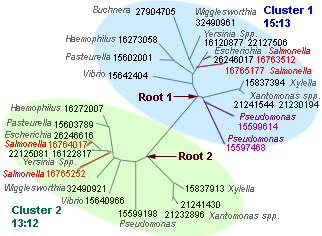 Buchnera 27904705
Wigglesworthia
32490961
Cluster 1
15:13
Yersinia Spp.
16120877 22127506
Haemophilus 16273058
Escherichia Salmonella
26246017 16763512
Pasteurella 15602001
16765177 Salmonella
Vibrio 15642404
15837394 Xylella
Xantomonas spp.
Root 1
21241544 21230194
Pseudomonas
15599614
Haemophilus 16272007
Pseudomonas
15597468
Pasteurella 15603789
Escherichia 26246616
Salmonella 16764017
22125081 16122817
Root 2
Yersinia Spp.
Salmonella 16765252
Wigglesworthia 32490921
15837913 Xylella
Vibrio 15640966
21241430
Cluster 2
13:12
15599198
21232896 Xantomonas spp.
Pseudomonas